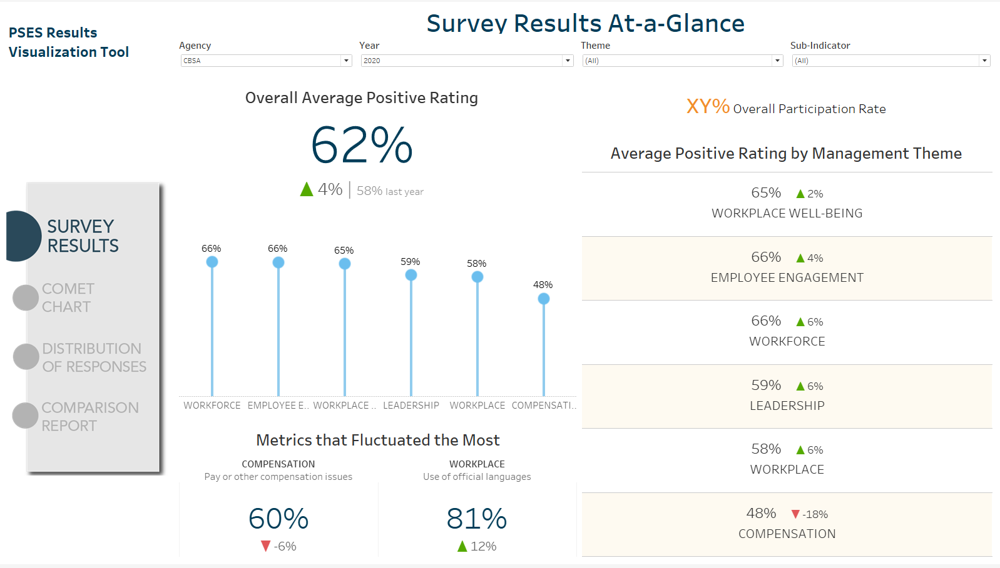 PSES Results
Visualization Tool
Survey Results At-a-Glance
Agency
CBSA
Year
2020
Theme
(All)
Sub-Indicator
(All)
SURVEY
RESULTS
COMET
CHART
DISTRIBUTION
OF RESPONSES
COMPARISON
REPORT
Overall Average Positive Rating
62%
4% | 58% last year
66%
66%
65%
59%
58%
48%
WORKFORCE
EMPLOYEE E..
WORKPLACE ..
LEADERSHIP
WORKPLACE
COMPENSATI..
Metrics that Fluctuated the Most
COMPENSATION
Pay or other compensation issues
60%
-6%
WORKPLACE
Use of official languages
81%
12%
XY% Overall Participation Rate
Average Positive Rating by Management Theme
65% 2%
WORKPLACE WELL-BEING
66% 4%
EMPLOYEE ENGAGEMENT
66% 6%
WORKFORCE
59% 6%
LEADERSHIP
58% 6%
WORKPLACE
48% -18%
COMPENSATION